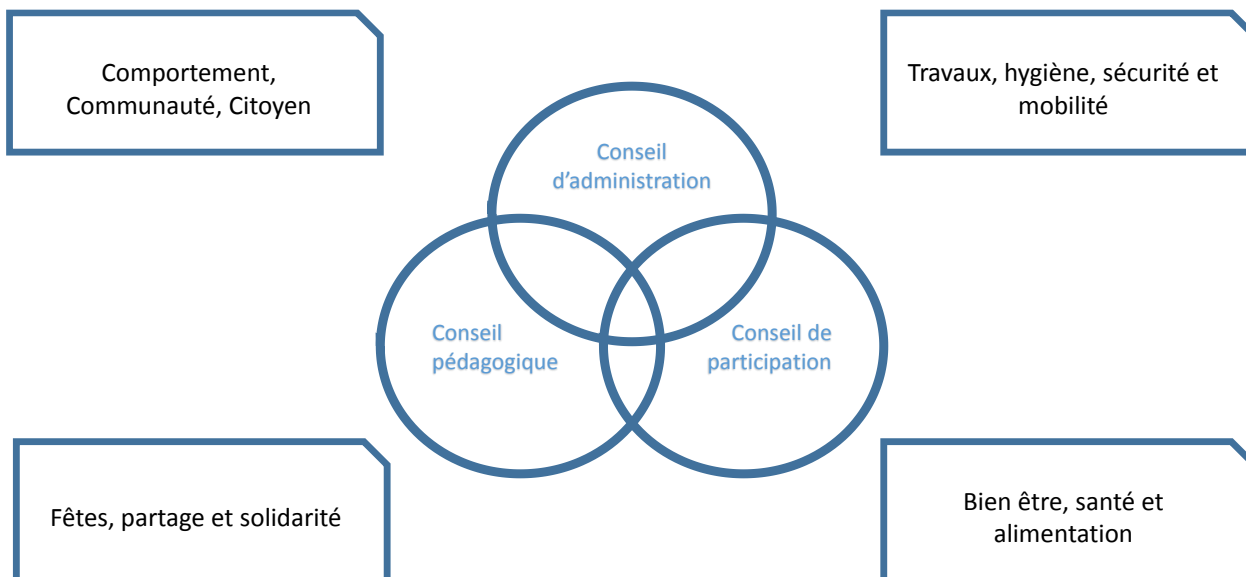 Comportement,
Communauté, Citoyen
Travaux, hygiène, sécurité et
mobilité
Conseil
d’administration
Conseil
pédagogique
Conseil de
participation
Fêtes, partage et solidarité
Bien être, santé et
alimentation